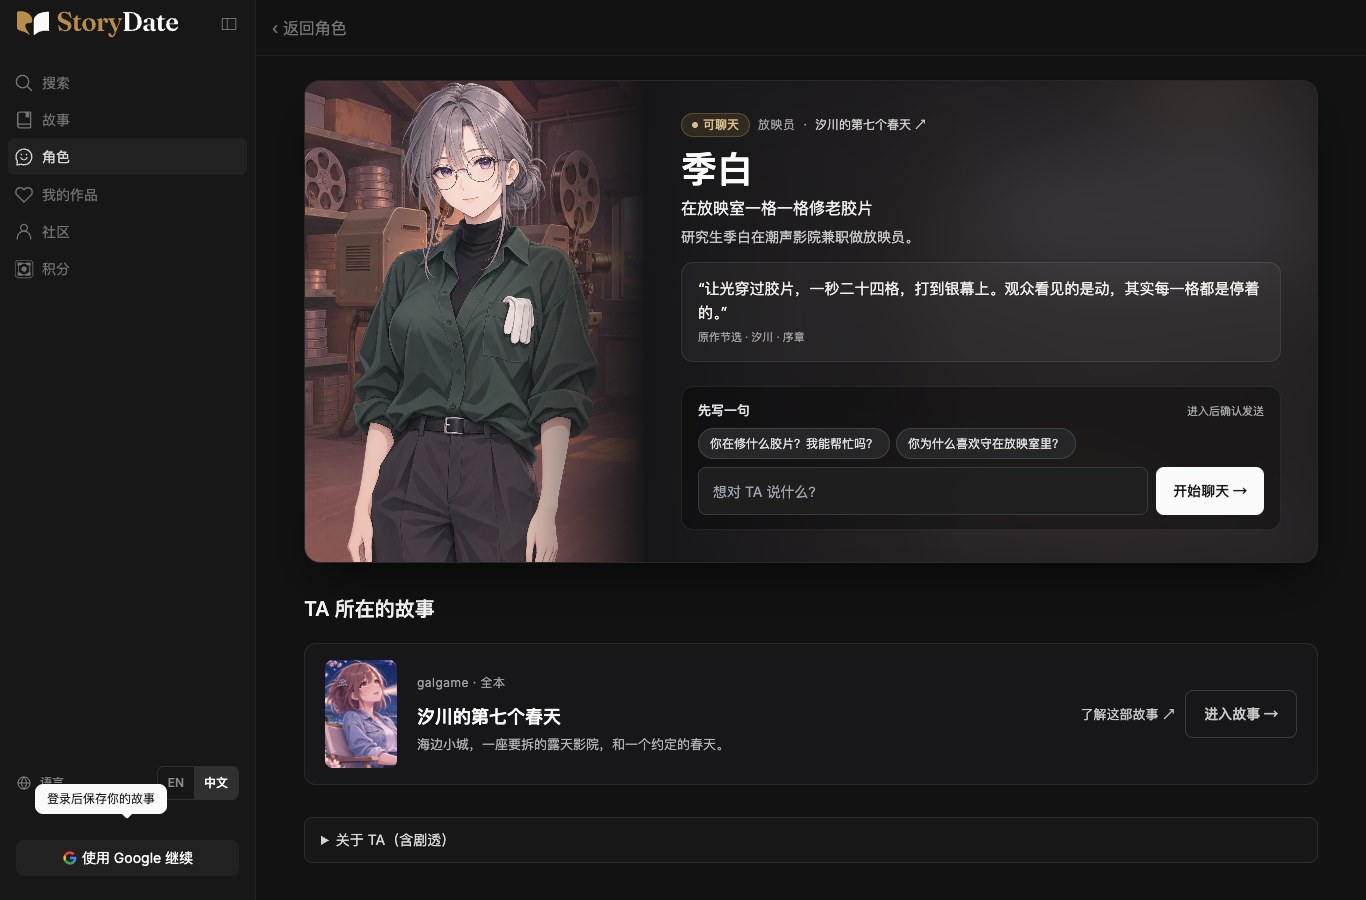 StoryDate
搜索
故事
角色
我的作品
社区
积分
语言
EN 中文
登录后保存你的故事
使用 Google 继续
‹ 返回角色
可聊天 放映员 · 汐川的第七个春天 ↗
季白
在放映室一格一格修老胶片
研究生季白在潮声影院兼职做放映员。
“让光穿过胶片，一秒二十四格，打到银幕上。观众看见的是动，其实每一格都是停着
的。”
原作节选 · 汐川 · 序章
先写一句 进入后确认发送
你在修什么胶片？我能帮忙吗？ 你为什么喜欢守在放映室里？
想对 TA 说什么？ 开始聊天 →
TA 所在的故事
galgame · 全本
汐川的第七个春天
海边小城，一座要拆的露天影院，和一个约定的春天。
了解这部故事 ↗ 进入故事 →
▶ 关于 TA（含剧透）